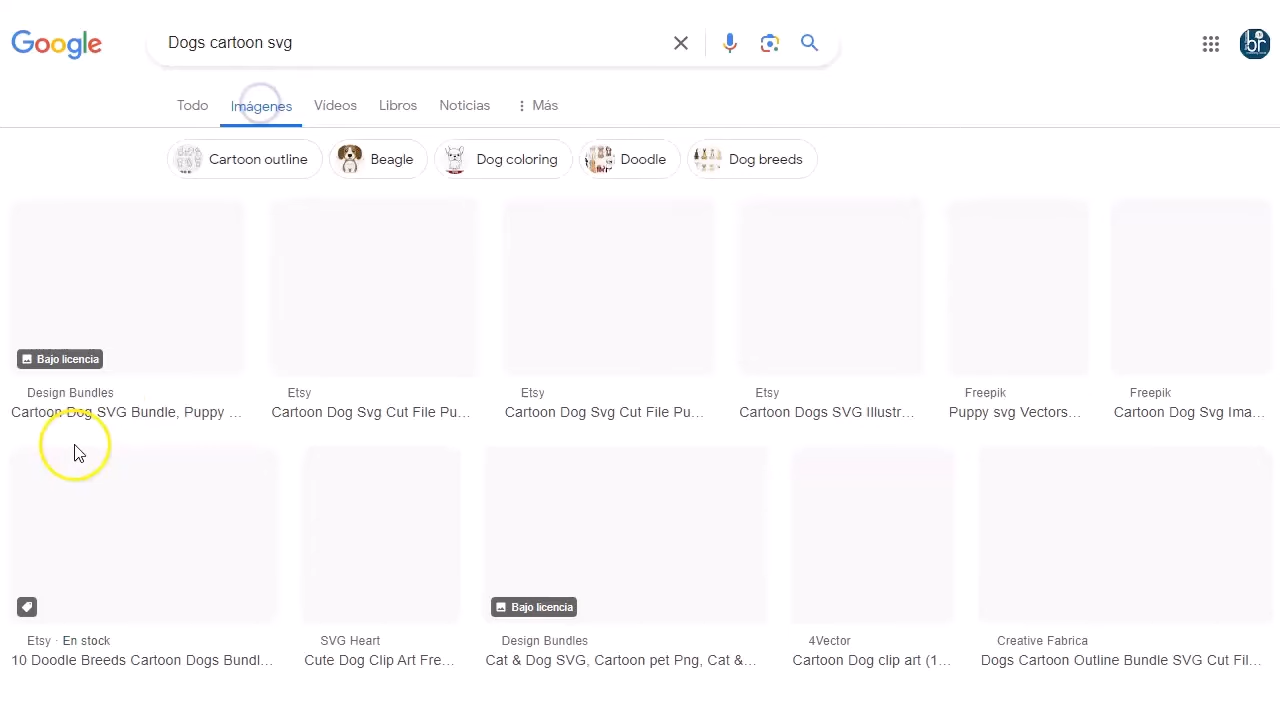 Google
Dogs cartoon svg
Todo Imágenes Videos Libros Noticias Más
Cartoon outline Beagle Dog coloring Doodle Dog breeds
Bajo licencia
Design Bundles Etsy Etsy Etsy Freepik Freepik
Cartoon Dog SVG Bundle, Puppy ... Cartoon Dog Svg Cut File Pu... Cartoon Dog Svg Cut File Pu... Cartoon Dogs SVG Illustr... Puppy svg Vectors... Cartoon Dog Svg Ima...
Bajo licencia
Etsy · En stock SVG Heart Design Bundles 4Vector Creative Fabrica
10 Doodle Breeds Cartoon Dogs Bundl... Cute Dog Clip Art Fre... Cat & Dog SVG, Cartoon pet Png, Cat &... Cartoon Dog clip art (1... Dogs Cartoon Outline Bundle SVG Cut Fil...